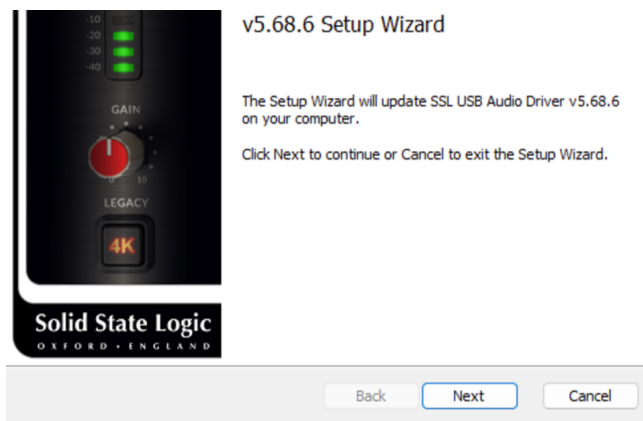 -10
-20
-30
-40
GAIN
0 10
LEGACY
4K
Solid State Logic
OXFORD • ENGLAND
v5.68.6 Setup Wizard
The Setup Wizard will update SSL USB Audio Driver v5.68.6
on your computer.
Click Next to continue or Cancel to exit the Setup Wizard.
Back Next Cancel